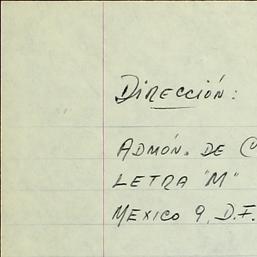 Dirección:
Admón. de
Letra "M"
Mexico 9, D.F.